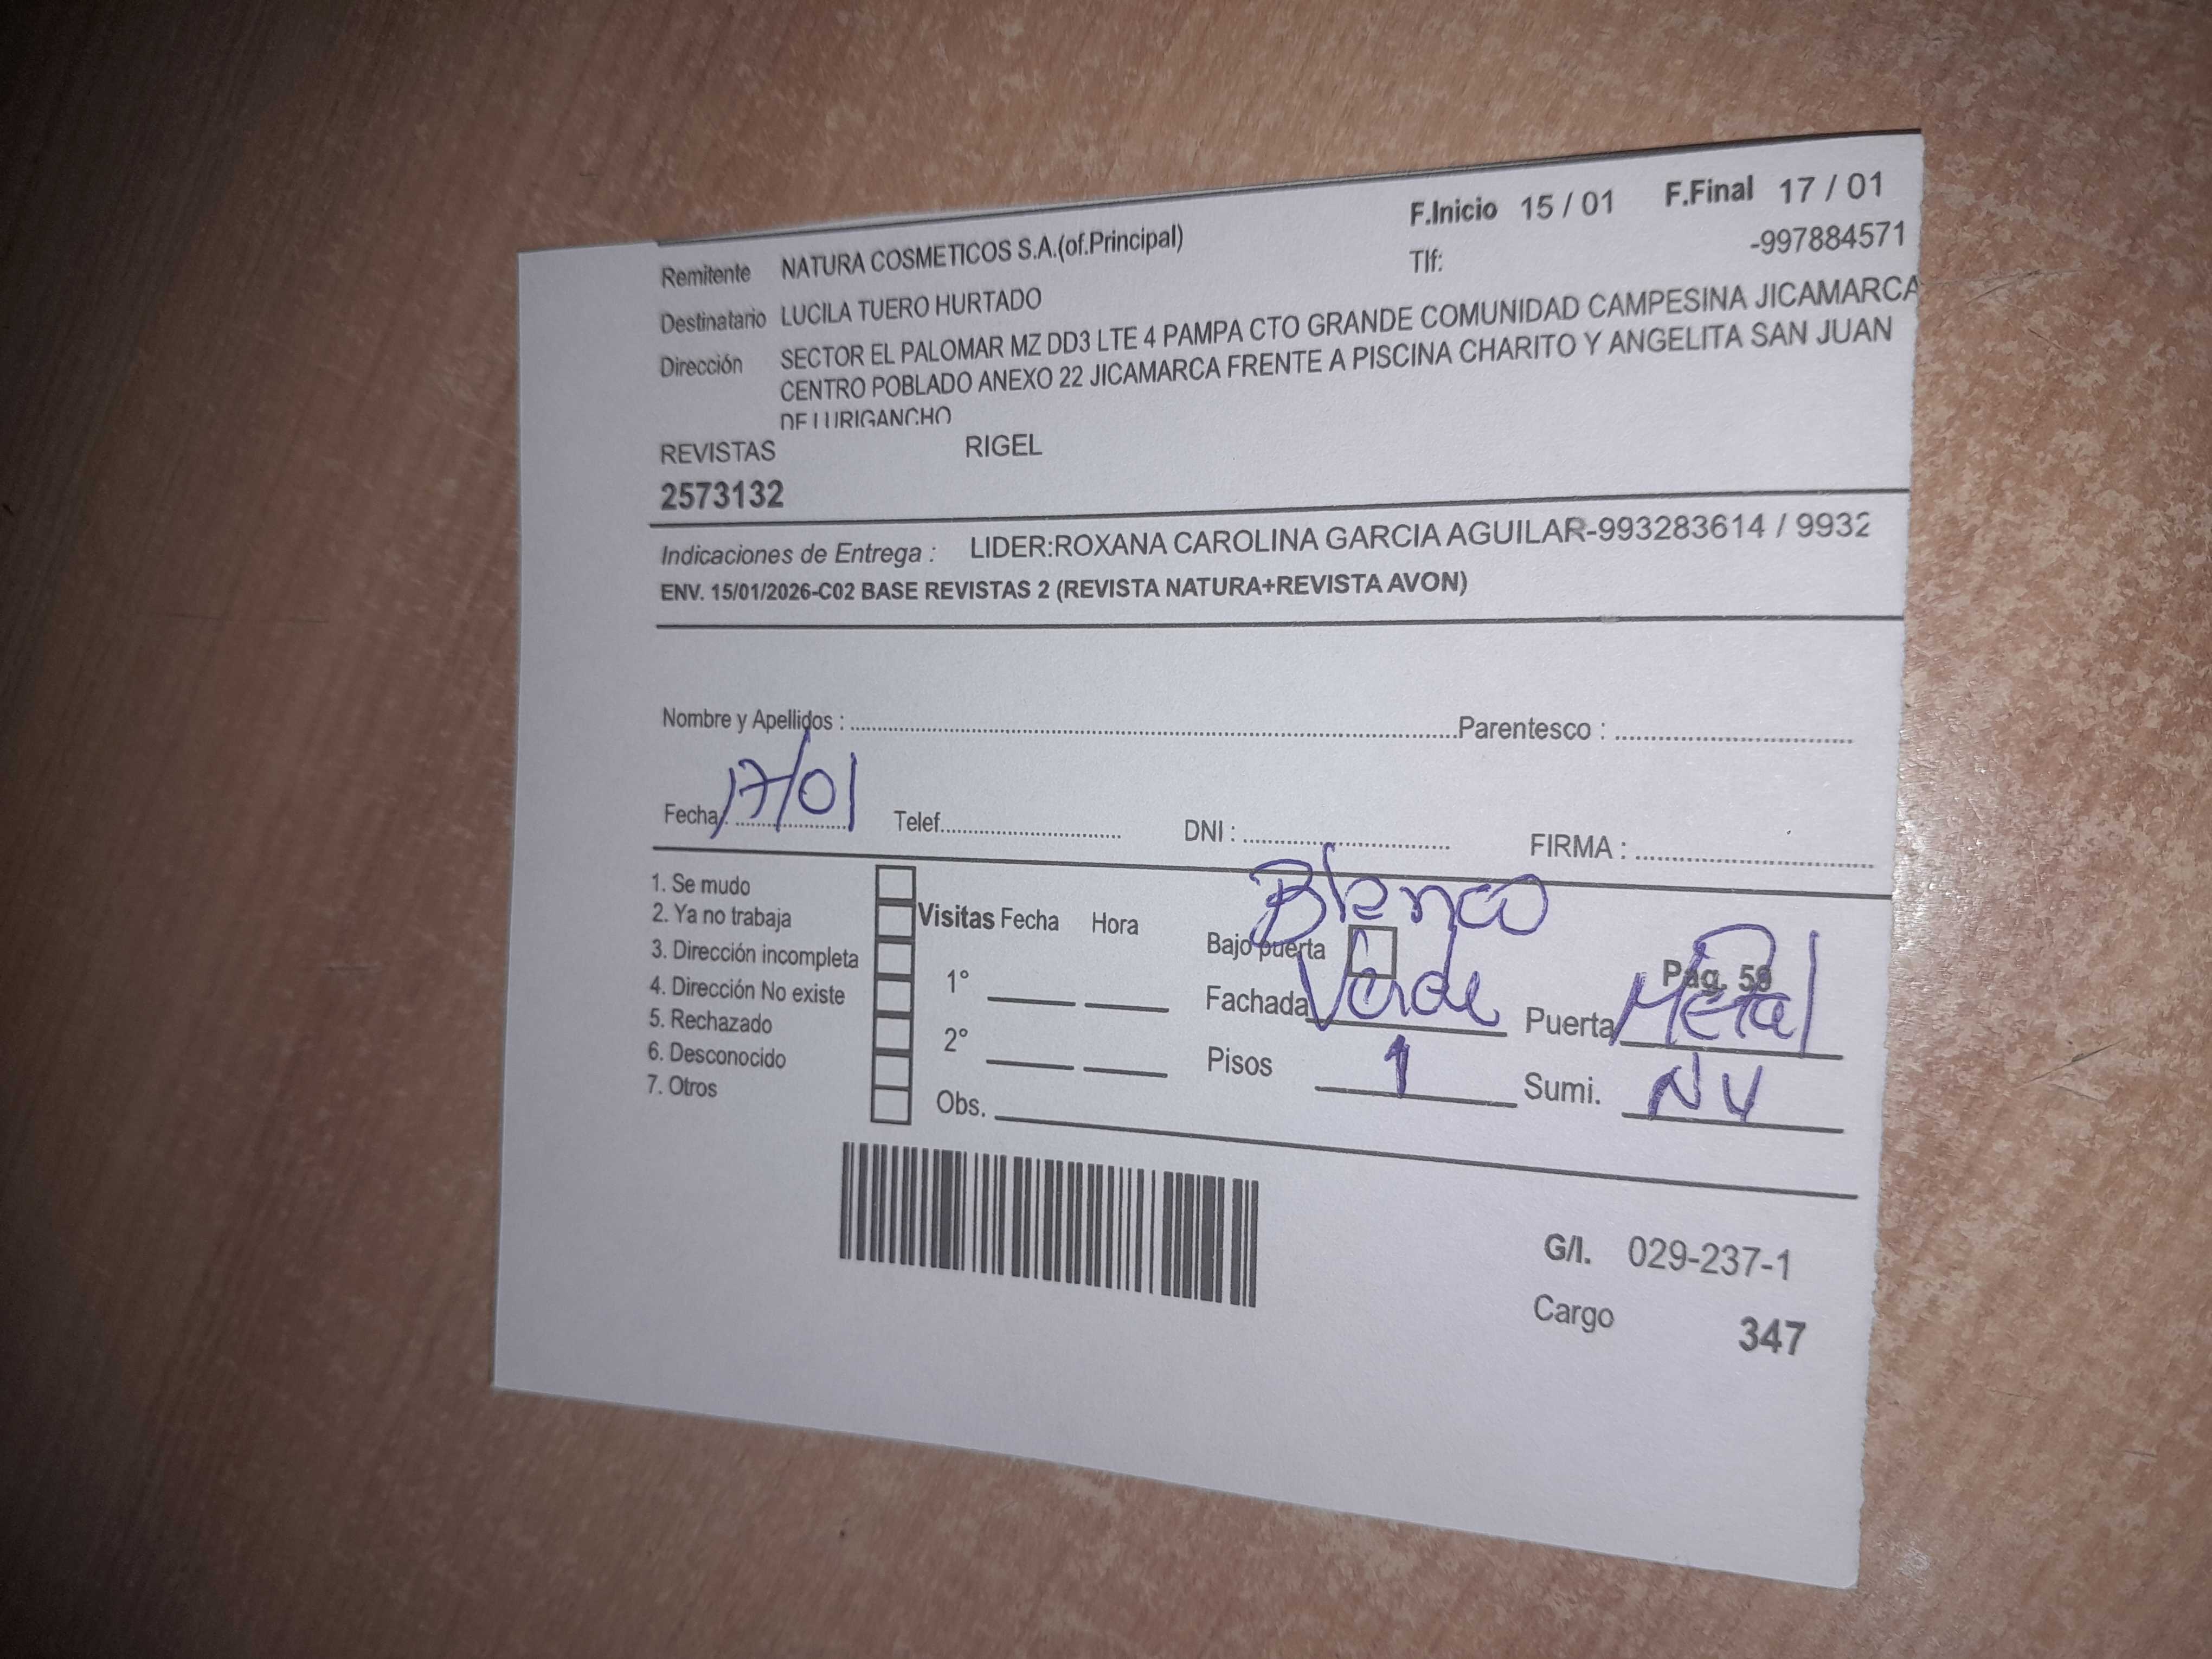 F.Inicio 15 / 01 F.Final 17 / 01
Remitente NATURA COSMETICOS S.A.(of.Principal) Tlf: -997884571
Destinatario LUCILA TUERO HURTADO
Dirección SECTOR EL PALOMAR MZ DD3 LTE 4 PAMPA CTO GRANDE COMUNIDAD CAMPESINA JICAMARCA
CENTRO POBLADO ANEXO 22 JICAMARCA FRENTE A PISCINA CHARITO Y ANGELITA SAN JUAN
DE LURIGANCHO
REVISTAS RIGEL
2573132
Indicaciones de Entrega : LIDER:ROXANA CAROLINA GARCIA AGUILAR-993283614 / 9932
ENV. 15/01/2026-C02 BASE REVISTAS 2 (REVISTA NATURA+REVISTA AVON)
Nombre y Apellidos : Parentesco :
Fecha: 17/01 Telef. DNI : FIRMA :
1. Se mudo
2. Ya no trabaja
3. Dirección incompleta
4. Dirección No existe
5. Rechazado
6. Desconocido
7. Otros
Visitas Fecha Hora
1°
2°
Obs.
Blanco
Bajo puerta Pag. 59
Fachada Verde Puerta Metal
Pisos 1 Sumi. NV
G/I. 029-237-1
Cargo 347